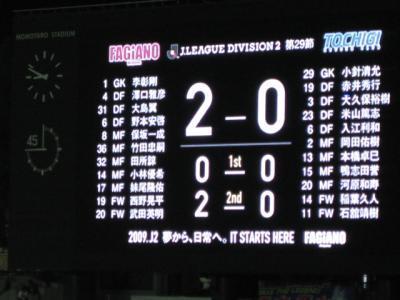 MOMOTARO STADIUM
FAGiANO J.LEAGUE DIVISION 2 第29節 TOCHIGI
1 GK 李彰剛
4 DF 澤口雅彦
31 DF 大島翼
6 DF 野本安啓
8 MF 保坂一成
36 MF 竹田忠嗣
32 MF 田所諒
14 MF 小林優希
17 MF 妹尾隆佑
19 FW 西野晃平
20 FW 武田英明
2 - 0
0 1st 0
2 2nd 0
29 GK 小針清允
19 DF 赤井秀行
3 DF 大久保裕樹
23 DF 米山篤志
6 DF 入江利和
2 MF 岡田佑樹
13 MF 本橋卓巳
15 MF 鴨志田誉
20 MF 河原和寿
14 FW 稲葉久人
11 FW 石舘靖樹
45
2009.J2 夢から、日常へ。IT STARTS HERE FAGiANO